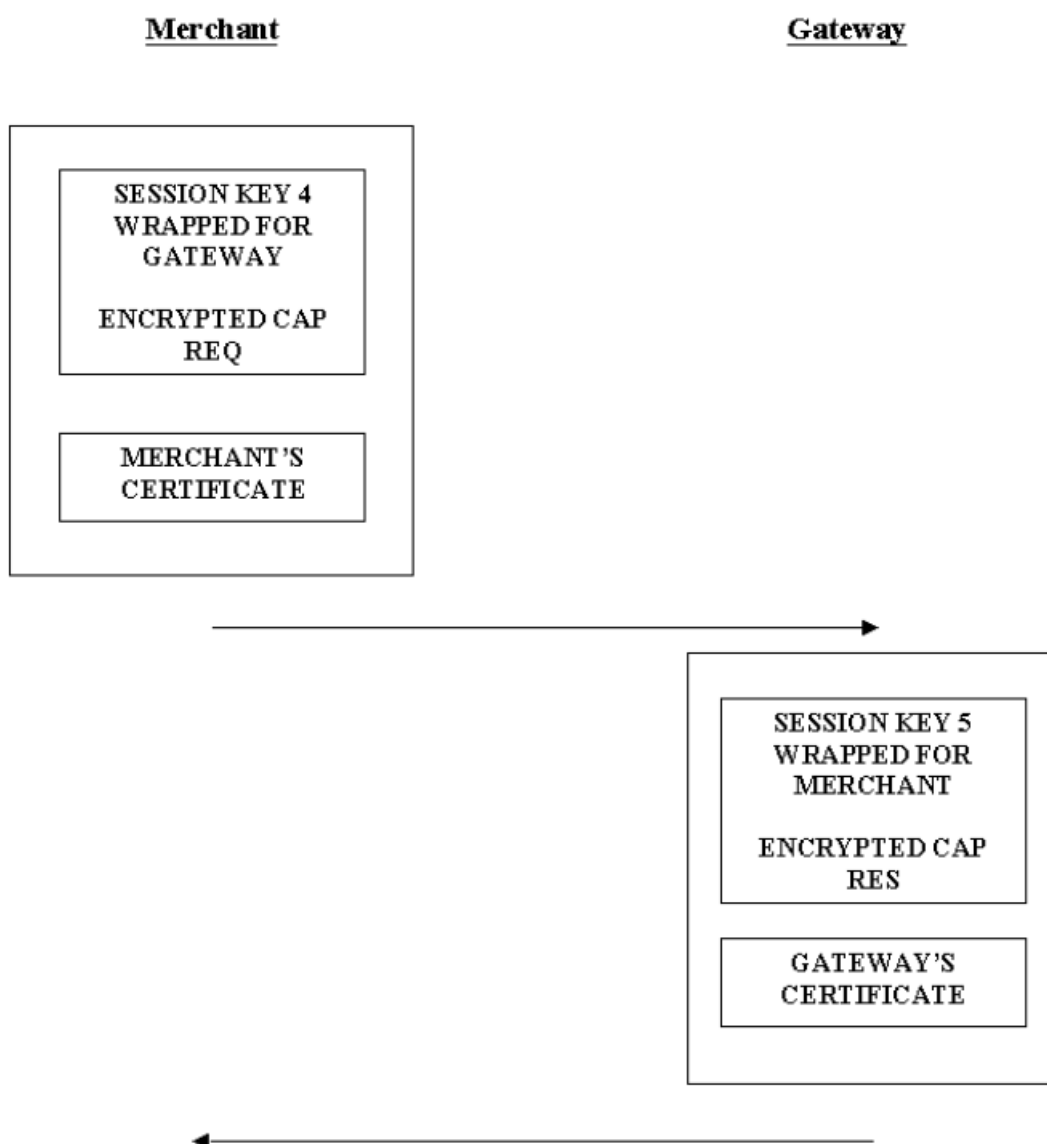 Merchant
Gateway
SESSION KEY 4
WRAPPED FOR
GATEWAY
ENCRYPTED CAP
REQ
MERCHANT'S
CERTIFICATE
SESSION KEY 5
WRAPPED FOR
MERCHANT
ENCRYPTED CAP
RES
GATEWAY'S
CERTIFICATE